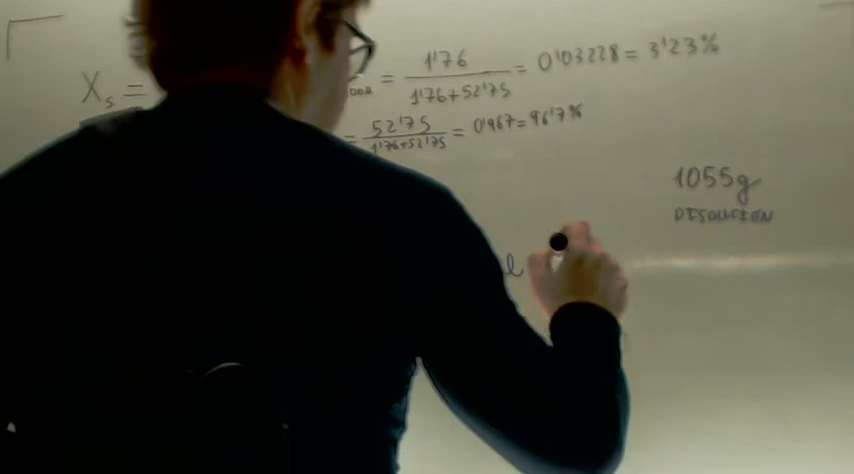 Xs = = 1'76 / 1'76+52'75 = 0'03228 = 3'23%
= 52'75 / 1'76+52'75 = 0'967 = 96'7%
1055g
DISOLUCIÓN
l